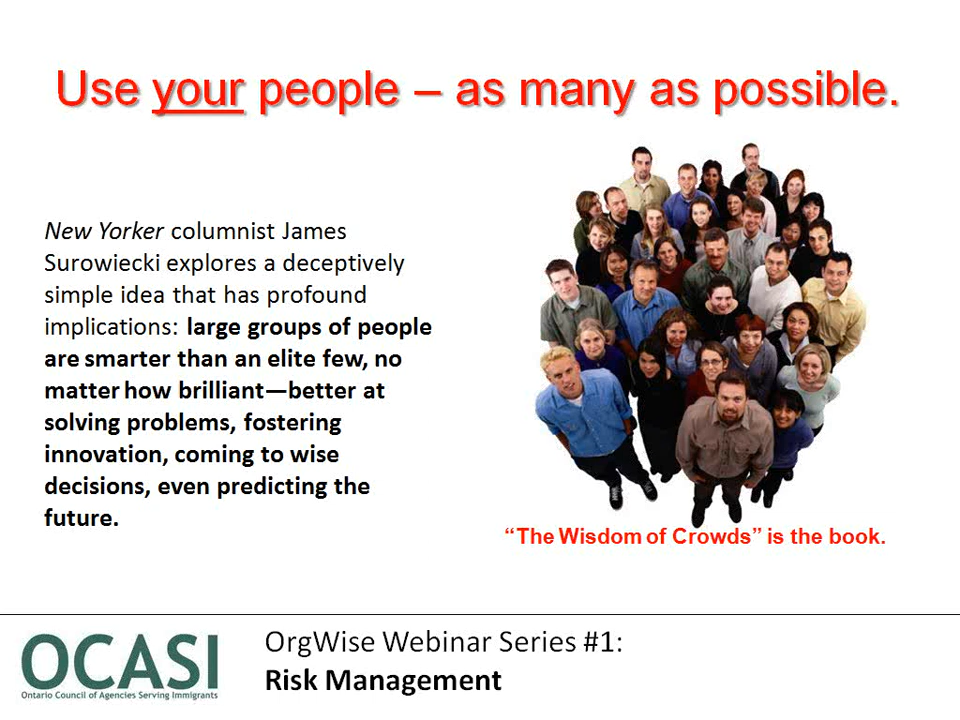 Use your people – as many as possible.
New Yorker columnist James
Surowiecki explores a deceptively
simple idea that has profound
implications: large groups of people
are smarter than an elite few, no
matter how brilliant—better at
solving problems, fostering
innovation, coming to wise
decisions, even predicting the
future.
“The Wisdom of Crowds” is the book.
OCASI
Ontario Council of Agencies Serving Immigrants
OrgWise Webinar Series #1:
Risk Management